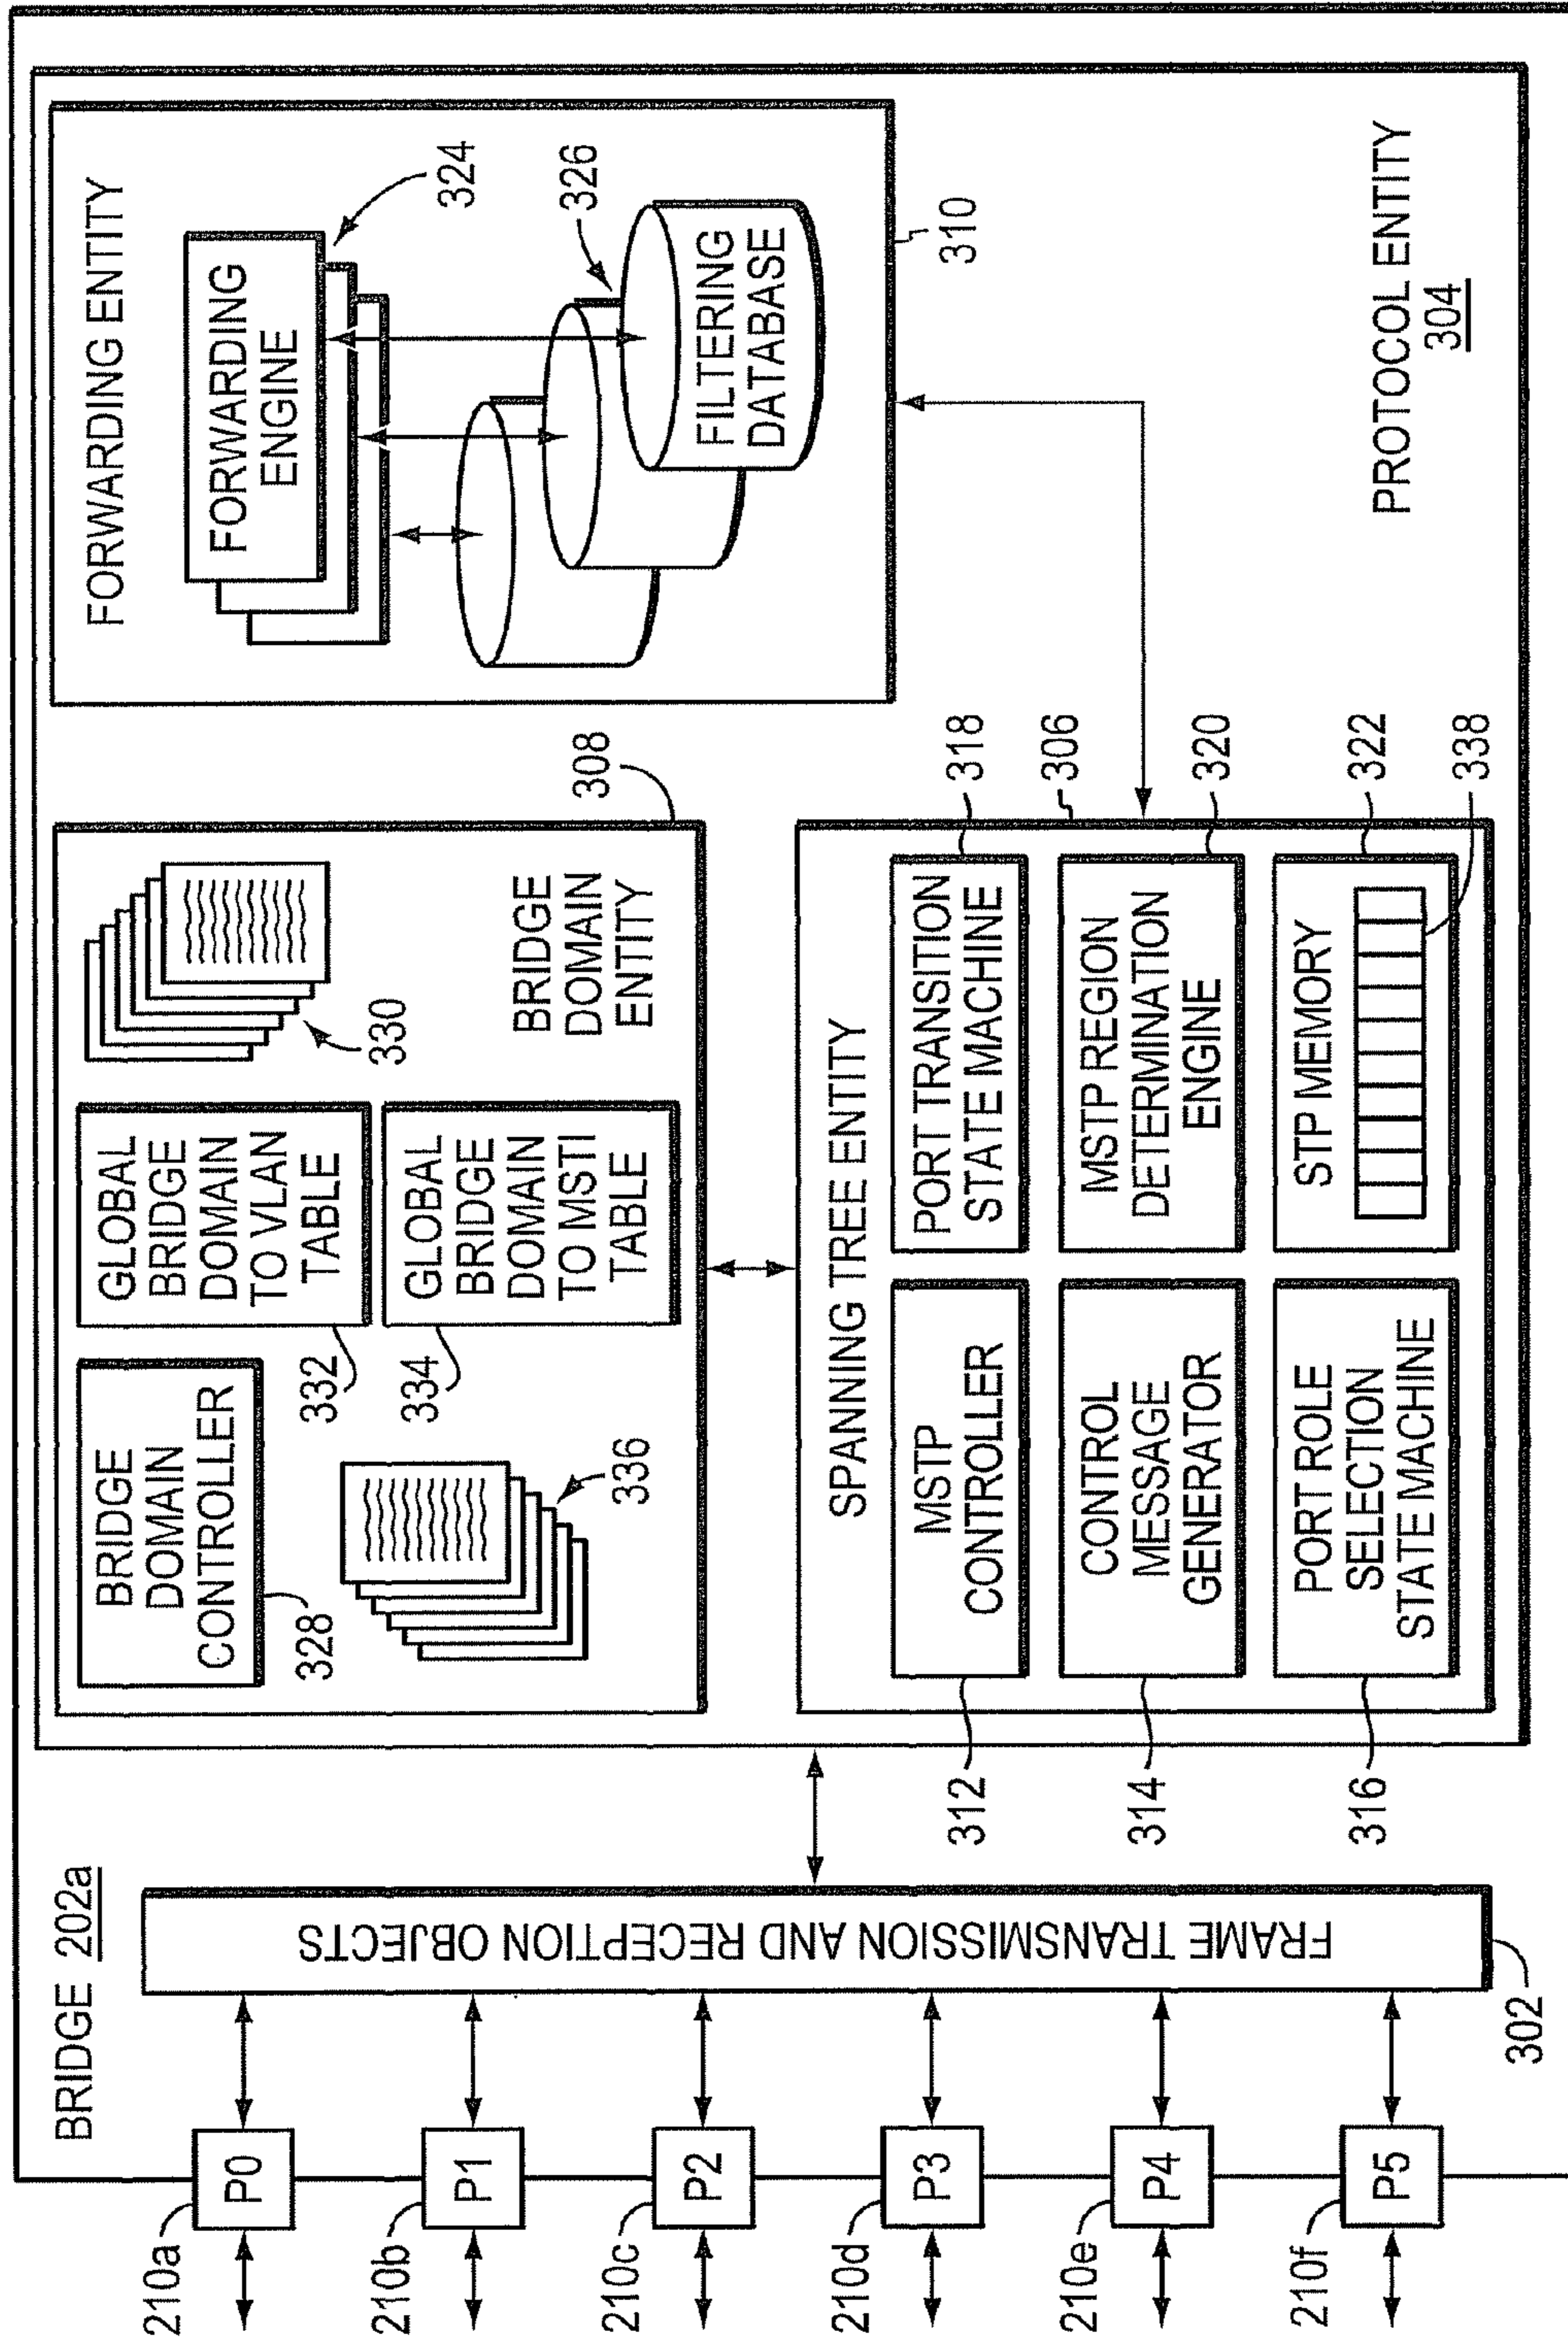 BRIDGE 202a
210a
P0
210b
P1
210c
P2
210d
P3
210e
P4
210f
P5
FRAME TRANSMISSION AND RECEPTION OBJECTS
302
BRIDGE
DOMAIN
CONTROLLER
328
336
GLOBAL
BRIDGE
DOMAIN
TO VLAN
TABLE
332
GLOBAL
BRIDGE
DOMAIN
TO MSTI
TABLE
334
330
BRIDGE
DOMAIN
ENTITY
308
SPANNING TREE ENTITY
306
MSTP
CONTROLLER
312
CONTROL
MESSAGE
GENERATOR
314
PORT ROLE
SELECTION
STATE MACHINE
316
PORT TRANSITION
STATE MACHINE
318
MSTP REGION
DETERMINATION
ENGINE
320
STP MEMORY
322
338
FORWARDING ENTITY
FORWARDING
ENGINE
324
326
FILTERING
DATABASE
310
PROTOCOL ENTITY
304